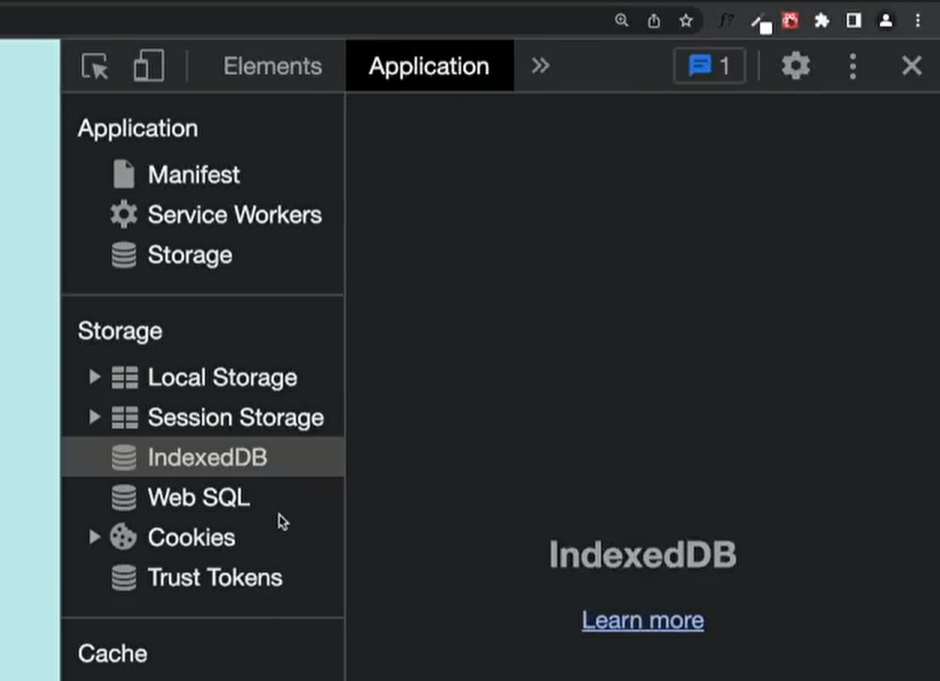 f?
Elements Application 1
Application
Manifest
Service Workers
Storage
Storage
Local Storage
Session Storage
IndexedDB
Web SQL
Cookies
Trust Tokens
Cache
IndexedDB
Learn more